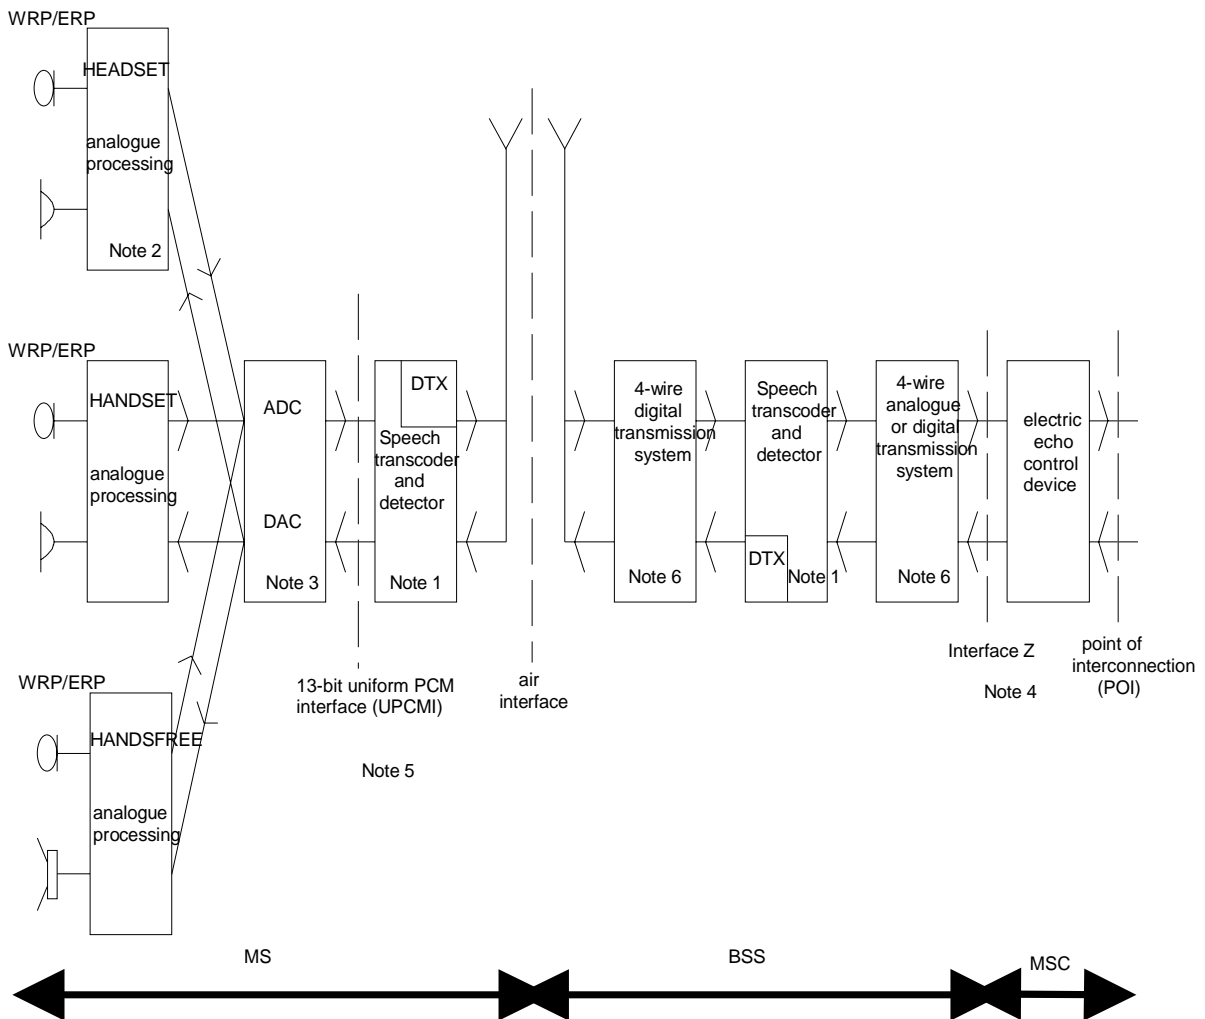 WRP/ERP
HEADSET
analogue
processing
Note 2
WRP/ERP
HANDSET
analogue
processing
ADC
DAC
Note 3
DTX
Speech
transcoder
and
detector
Note 1
4-wire
digital
transmission
system
Note 6
Speech
transcoder
and
detector
DTX
Note 1
4-wire
analogue
or digital
transmission
system
Note 6
electric
echo
control
device
WRP/ERP
HANDSFREE
analogue
processing
13-bit uniform PCM
interface (UPCMI)
Note 5
air
interface
Interface Z
Note 4
point of
interconnection
(POI)
MS
BSS
MSC